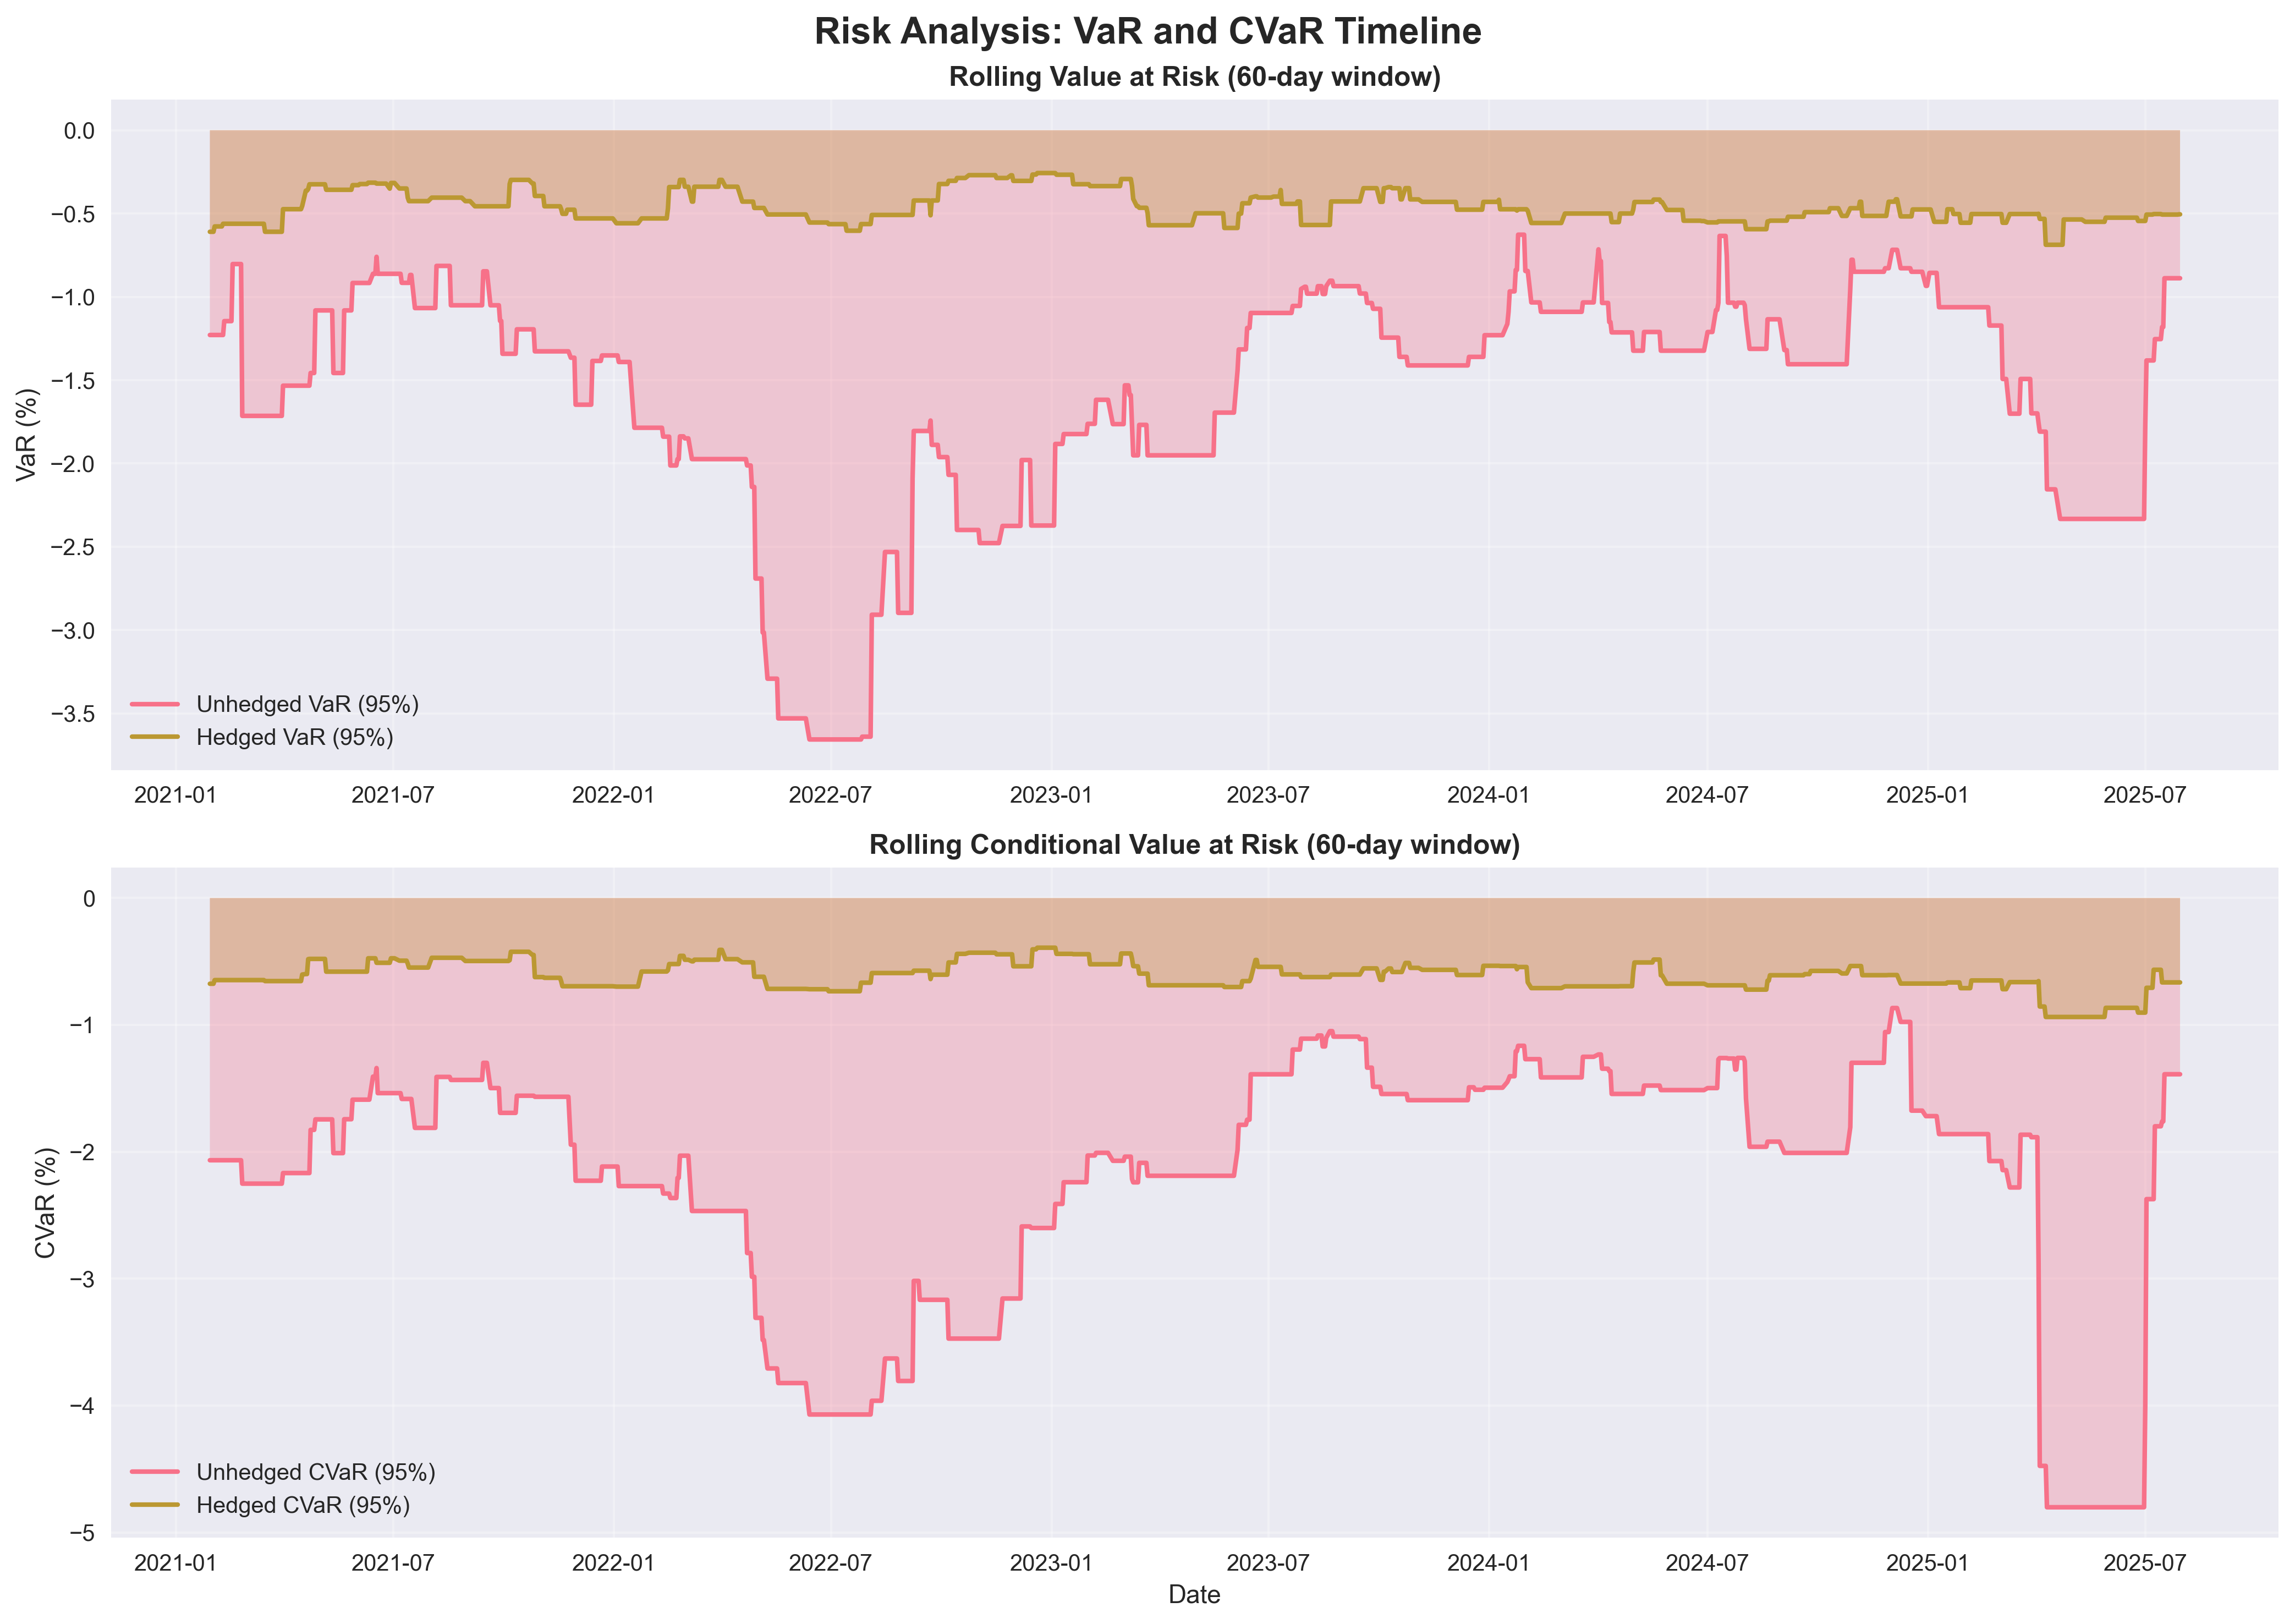 Risk Analysis: VaR and CVaR Timeline
Rolling Value at Risk (60-day window)
VaR (%)
0.0
−0.5
−1.0
−1.5
−2.0
−2.5
−3.0
−3.5
Unhedged VaR (95%)
Hedged VaR (95%)
2021-01 2021-07 2022-01 2022-07 2023-01 2023-07 2024-01 2024-07 2025-01 2025-07
Rolling Conditional Value at Risk (60-day window)
CVaR (%)
0
−1
−2
−3
−4
−5
Unhedged CVaR (95%)
Hedged CVaR (95%)
2021-01 2021-07 2022-01 2022-07 2023-01 2023-07 2024-01 2024-07 2025-01 2025-07
Date